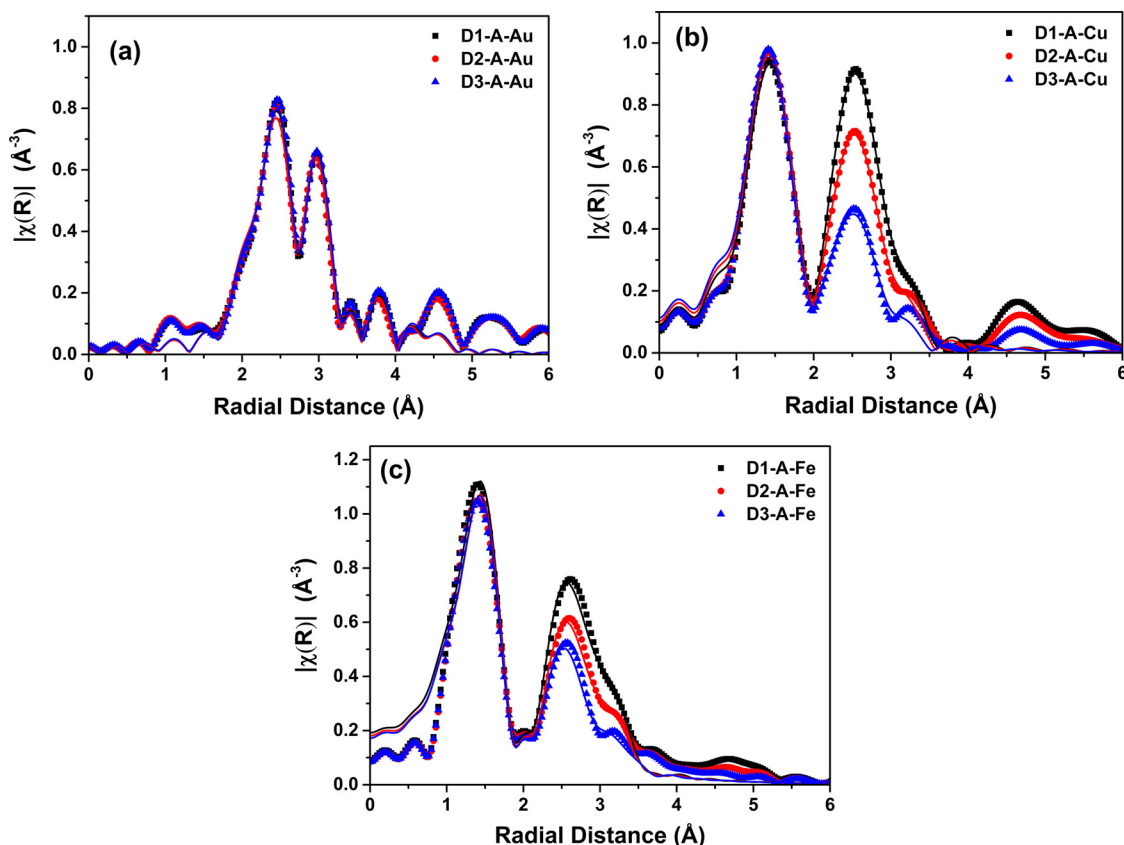 (a)
D1-A-Au
D2-A-Au
D3-A-Au
|χ(R)| (Å⁻³)
1.0
0.8
0.6
0.4
0.2
0.0
0 1 2 3 4 5 6
Radial Distance (Å)
(b)
D1-A-Cu
D2-A-Cu
D3-A-Cu
|χ(R)| (Å⁻³)
1.0
0.8
0.6
0.4
0.2
0.0
0 1 2 3 4 5 6
Radial Distance (Å)
(c)
D1-A-Fe
D2-A-Fe
D3-A-Fe
|χ(R)| (Å⁻³)
1.2
1.0
0.8
0.6
0.4
0.2
0.0
0 1 2 3 4 5 6
Radial Distance (Å)